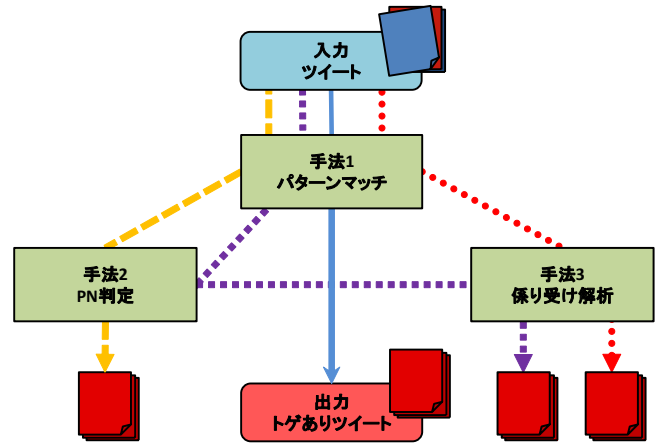 入力
ツイート
手法1
パターンマッチ
手法2
PN判定
手法3
係り受け解析
出力
トゲありツイート